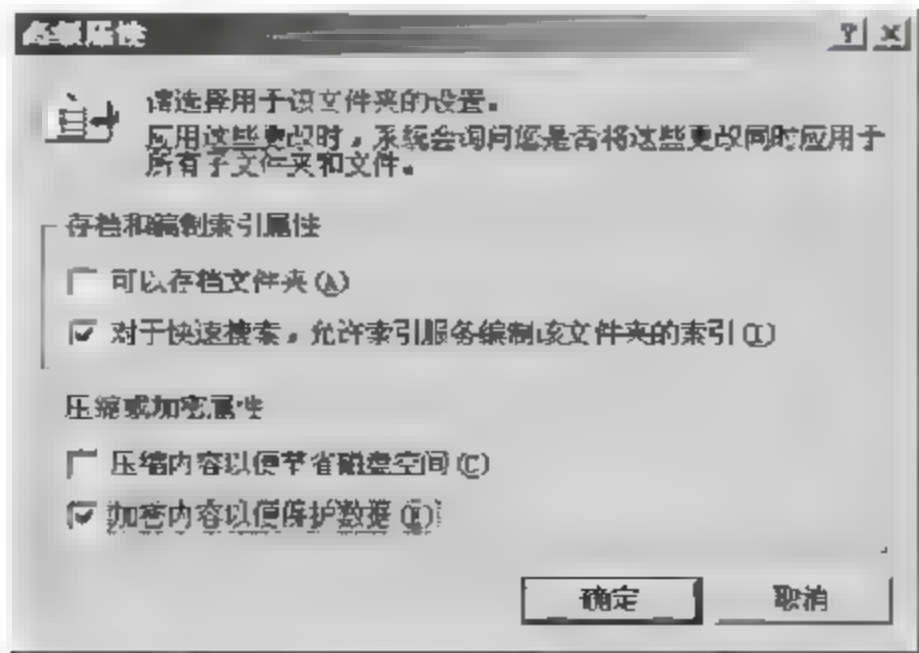 高级属性
请选择用于该文件夹的设置。
应用这些更改时，系统会询问您是否将这些更改同时应用于
所有子文件夹和文件。
存档和编制索引属性
可以存档文件夹(A)
对于快速搜索，允许索引服务编制该文件夹的索引(I)
压缩或加密属性
压缩内容以便节省磁盘空间(C)
加密内容以便保护数据(E)
确定
取消